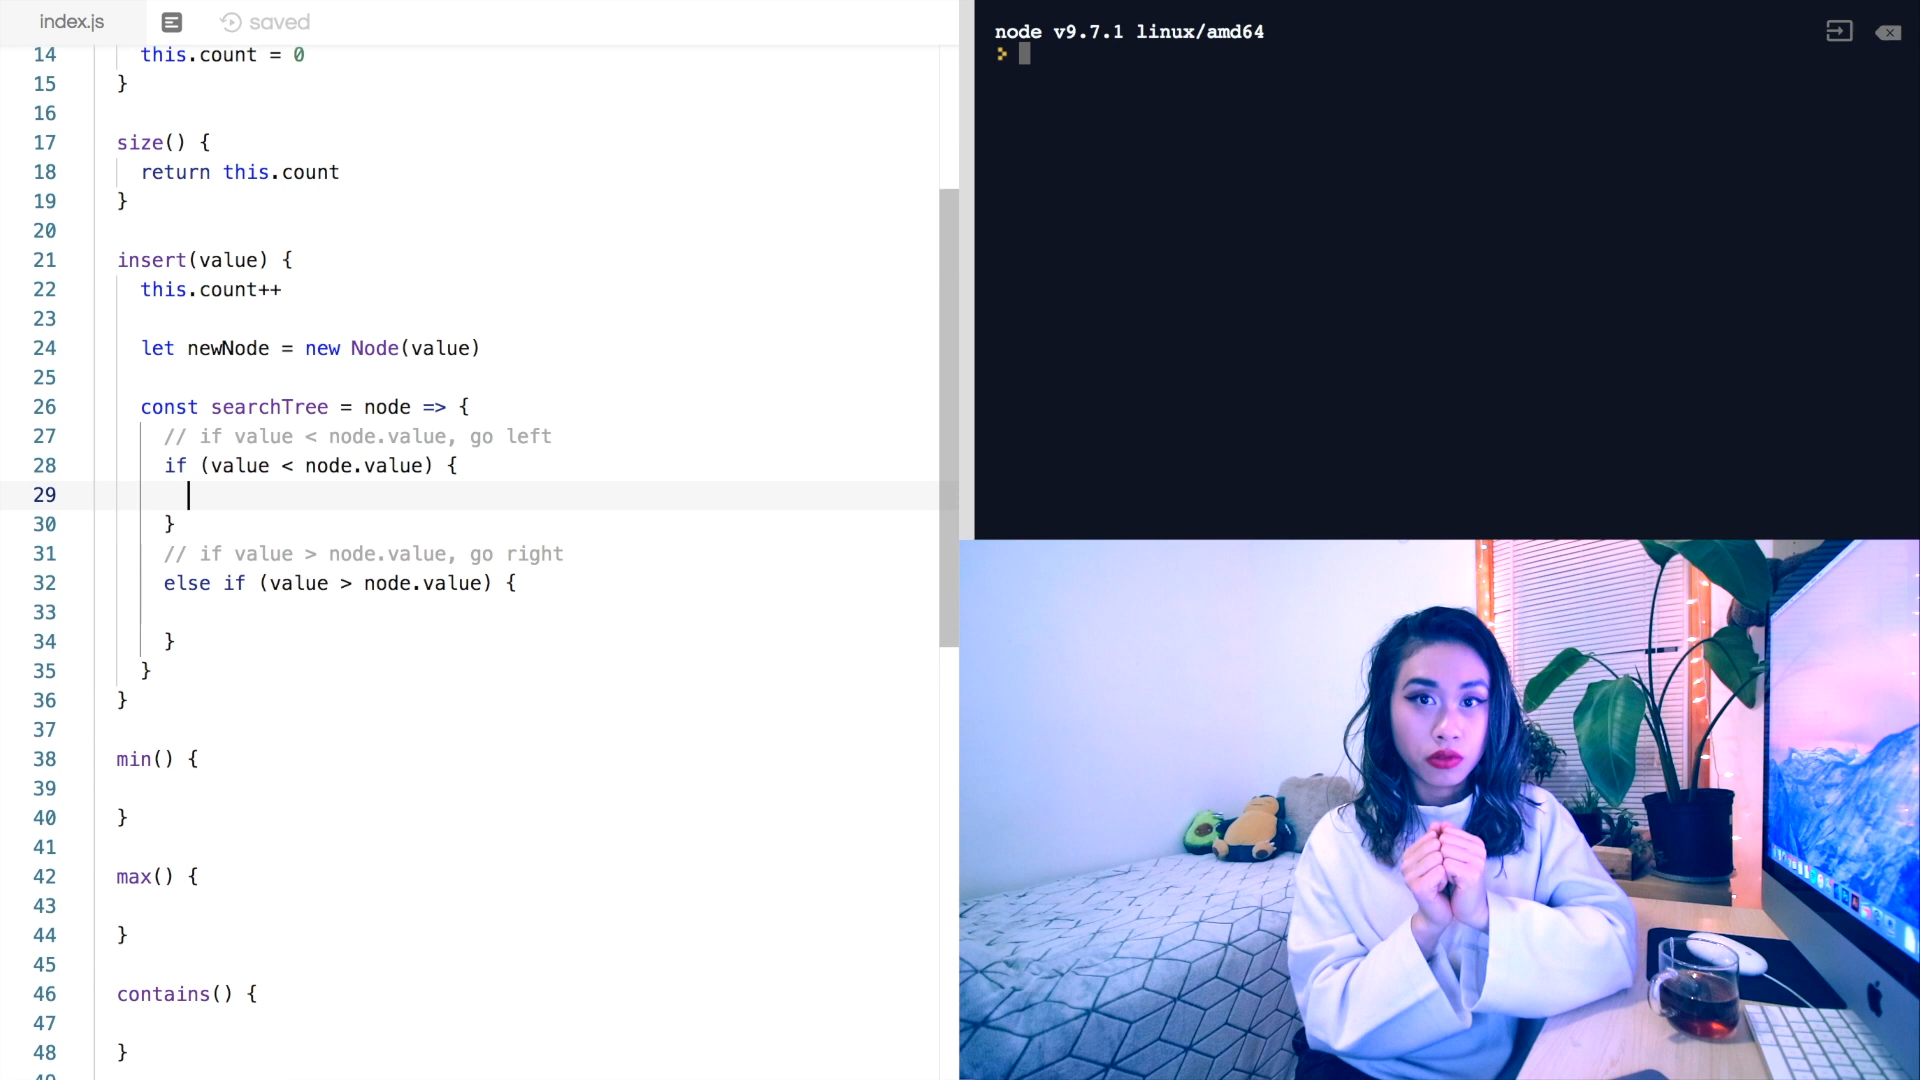 index.js saved
14 this.count = 0
15 }
16
17 size() {
18 return this.count
19 }
20
21 insert(value) {
22 this.count++
23
24 let newNode = new Node(value)
25
26 const searchTree = node => {
27 // if value < node.value, go left
28 if (value < node.value) {
29
30 }
31 // if value > node.value, go right
32 else if (value > node.value) {
33
34 }
35 }
36 }
37
38 min() {
39
40 }
41
42 max() {
43
44 }
45
46 contains() {
47
48 }
node v9.7.1 linux/amd64
>